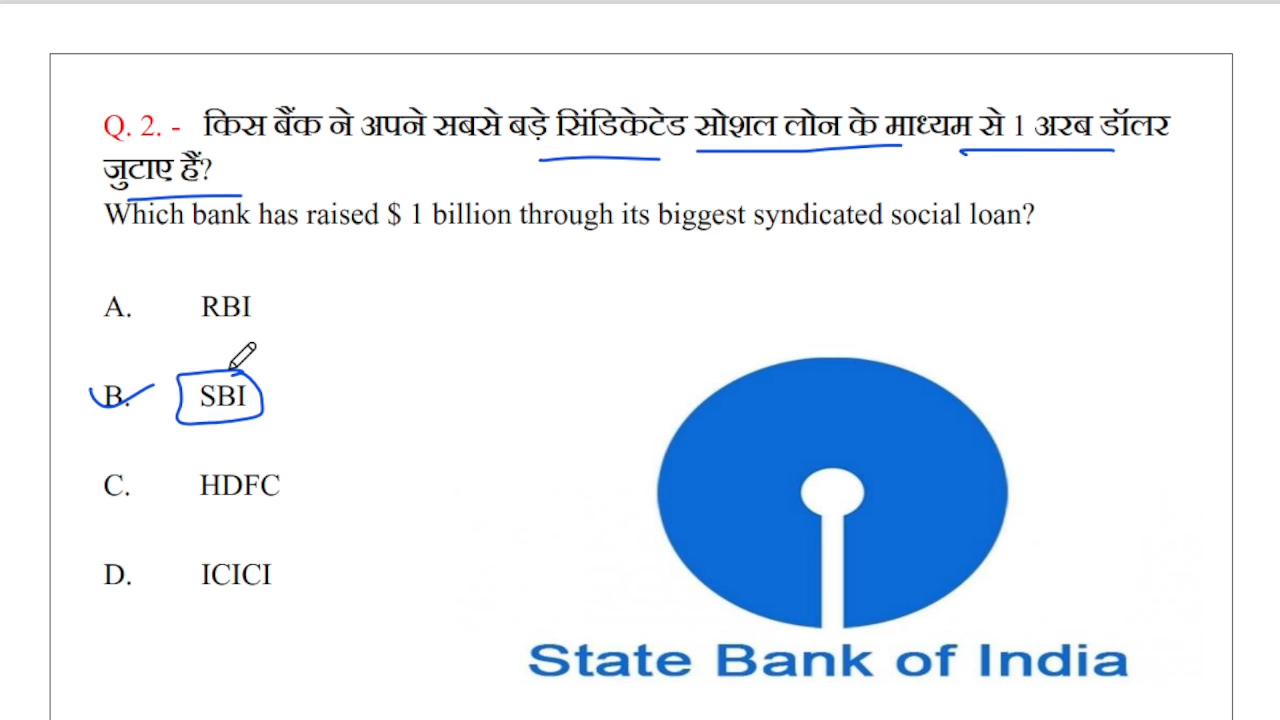 Q. 2. - किस बैंक ने अपने सबसे बड़े सिंडिकेटेड सोशल लोन के माध्यम से 1 अरब डॉलर
जुटाए हैं?
Which bank has raised $ 1 billion through its biggest syndicated social loan?
A. RBI
B. SBI
C. HDFC
D. ICICI
State Bank of India